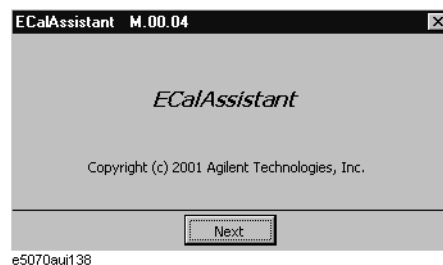 ECalAssistant M.00.04
ECalAssistant
Copyright (c) 2001 Agilent Technologies, Inc.
Next
e5070aui138